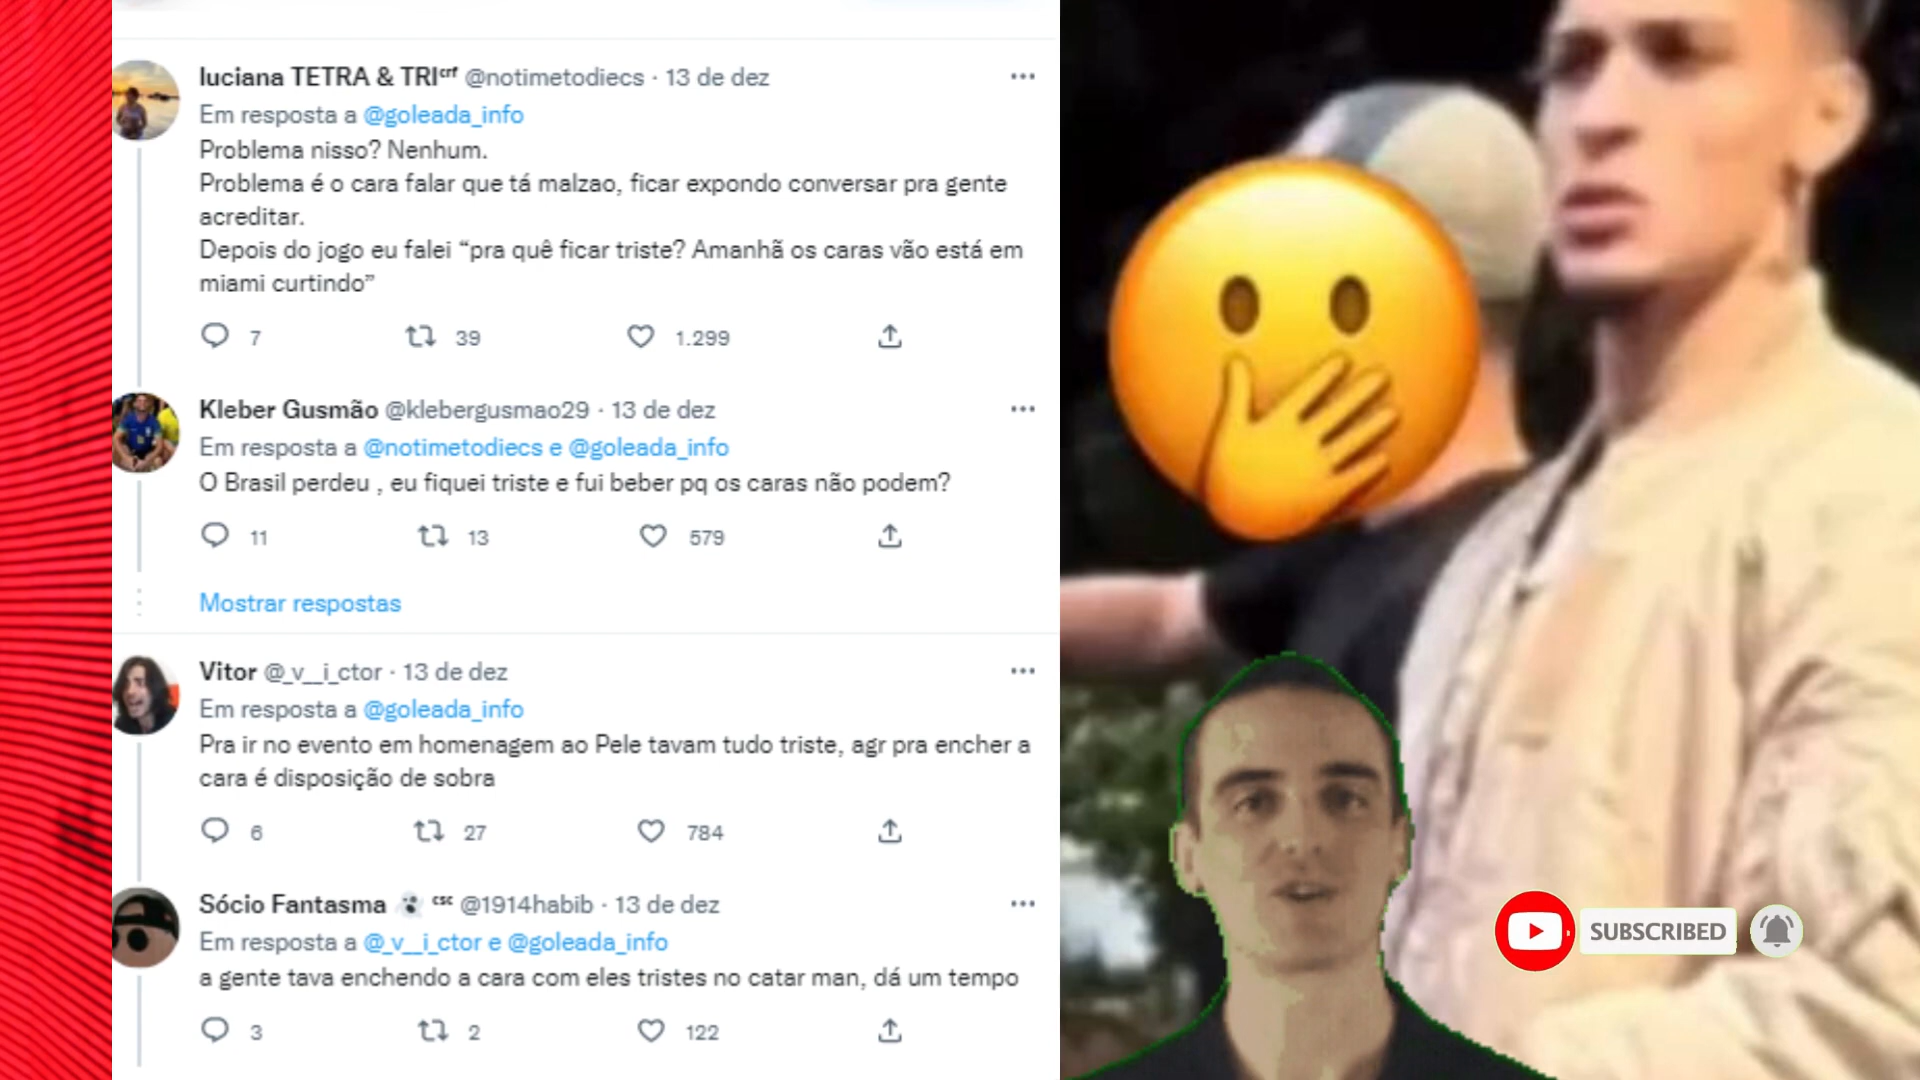 luciana TETRA & TRIᶜʳᶠ @notimetodiecs · 13 de dez
Em resposta a @goleada_info
Problema nisso? Nenhum.
Problema é o cara falar que tá malzao, ficar expondo conversar pra gente
acreditar.
Depois do jogo eu falei “pra quê ficar triste? Amanhã os caras vão está em
miami curtindo”
7 39 1.299
Kleber Gusmão @klebergusmao29 · 13 de dez
Em resposta a @notimetodiecs e @goleada_info
O Brasil perdeu , eu fiquei triste e fui beber pq os caras não podem?
11 13 579
Mostrar respostas
Vitor @_v__i_ctor · 13 de dez
Em resposta a @goleada_info
Pra ir no evento em homenagem ao Pele tavam tudo triste, agr pra encher a
cara é disposição de sobra
6 27 784
Sócio Fantasma 👻 ᶜˢᶜ @1914habib · 13 de dez
Em resposta a @_v__i_ctor e @goleada_info
a gente tava enchendo a cara com eles tristes no catar man, dá um tempo
3 2 122
SUBSCRIBED